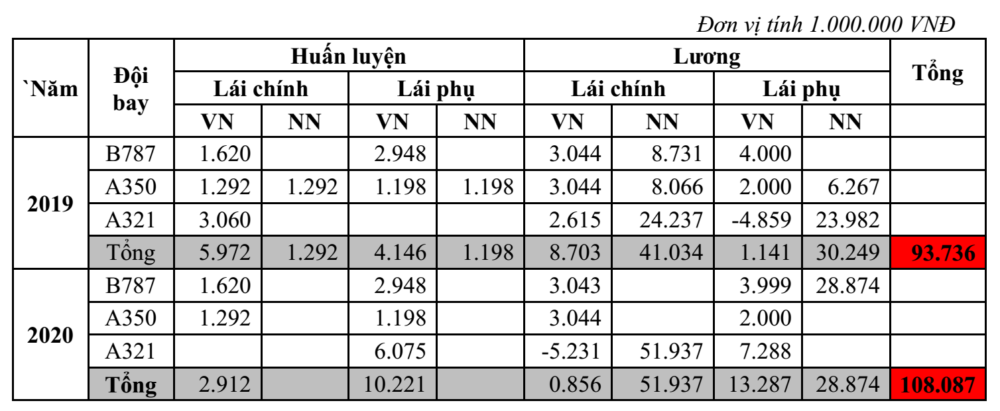 Đơn vị tính 1.000.000 VNĐ
`Năm Đội bay Huấn luyện Lương Tổng
Lái chính Lái phụ Lái chính Lái phụ
VN NN VN NN VN NN VN NN
2019 B787 1.620 2.948 3.044 8.731 4.000
A350 1.292 1.292 1.198 1.198 3.044 8.066 2.000 6.267
A321 3.060 2.615 24.237 -4.859 23.982
Tổng 5.972 1.292 4.146 1.198 8.703 41.034 1.141 30.249 93.736
2020 B787 1.620 2.948 3.043 3.999 28.874
A350 1.292 1.198 3.044 2.000
A321 6.075 -5.231 51.937 7.288
Tổng 2.912 10.221 0.856 51.937 13.287 28.874 108.087